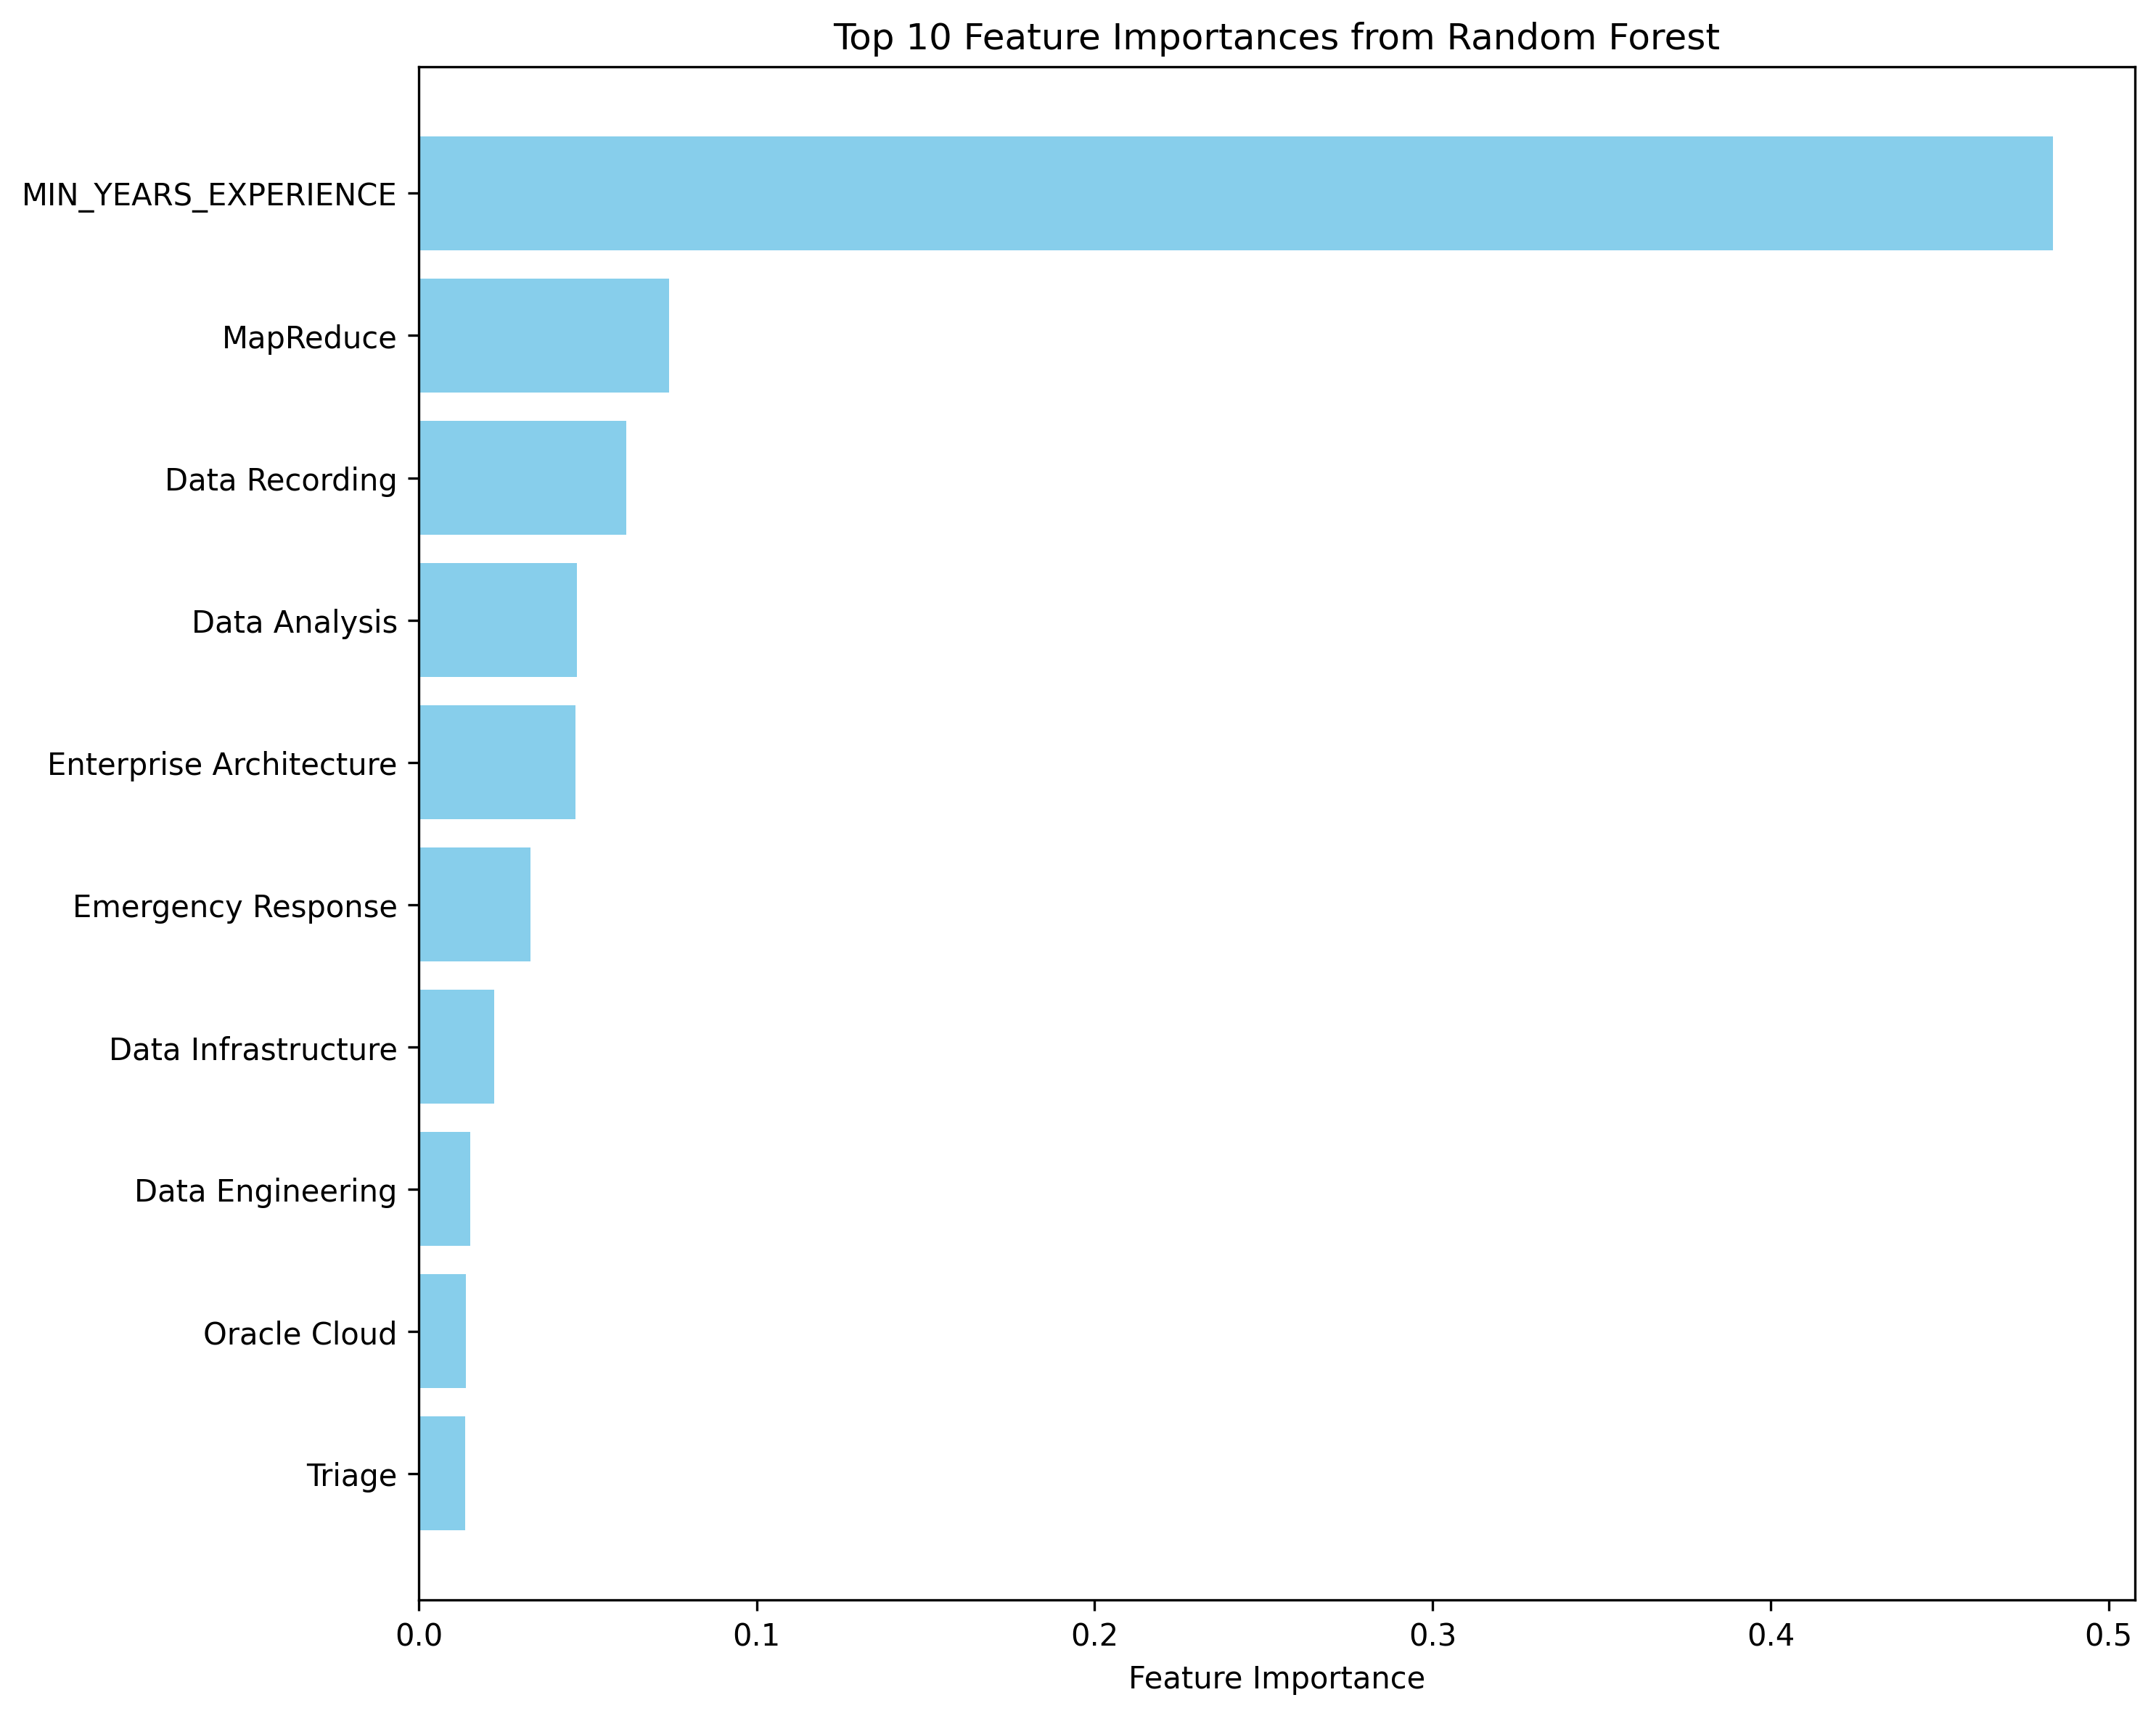 Top 10 Feature Importances from Random Forest
MIN_YEARS_EXPERIENCE
MapReduce
Data Recording
Data Analysis
Enterprise Architecture
Emergency Response
Data Infrastructure
Data Engineering
Oracle Cloud
Triage
0.0 0.1 0.2 0.3 0.4 0.5
Feature Importance